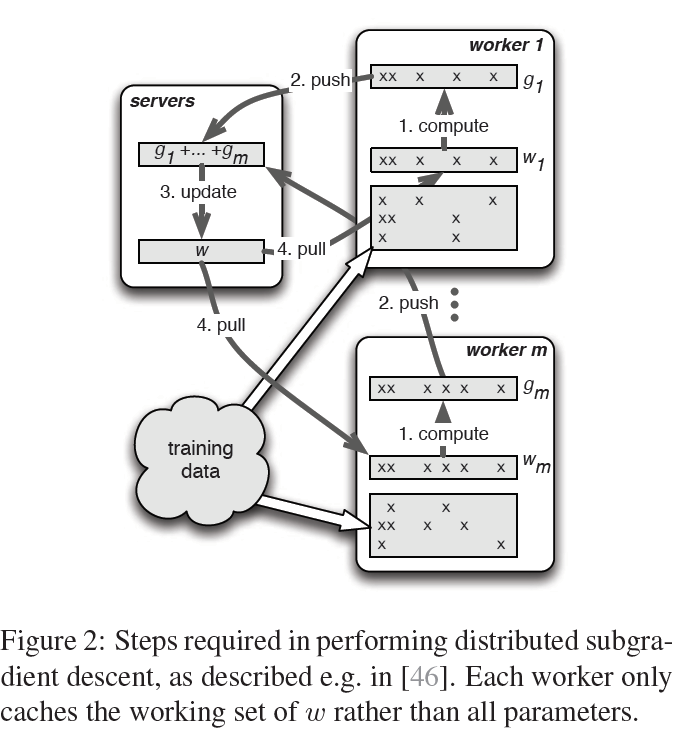 worker 1
2. push
xx x x x g1
servers
1. compute
g1 +... +gm
xx x x x w1
3. update
x x x
xx x
x x
w
4. pull
2. push
4. pull
worker m
xx x x x x gm
1. compute
training
data
xx x x x x wm
x x
xx x x
x x
Figure 2: Steps required in performing distributed subgra-
dient descent, as described e.g. in [46]. Each worker only
caches the working set of w rather than all parameters.